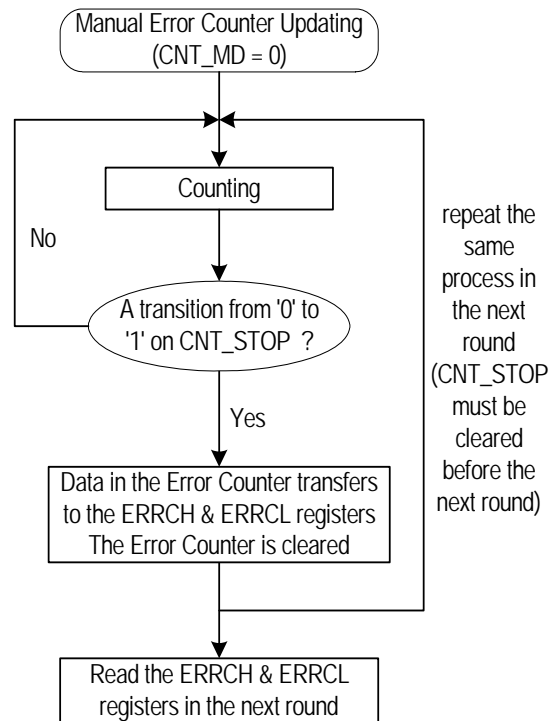 Manual Error Counter Updating
(CNT_MD = 0)
Counting
No
A transition from '0' to
'1' on CNT_STOP ?
Yes
Data in the Error Counter transfers
to the ERRCH & ERRCL registers
The Error Counter is cleared
repeat the
same
process in
the next
round
(CNT_STOP
must be
cleared
before the
next round)
Read the ERRCH & ERRCL
registers in the next round